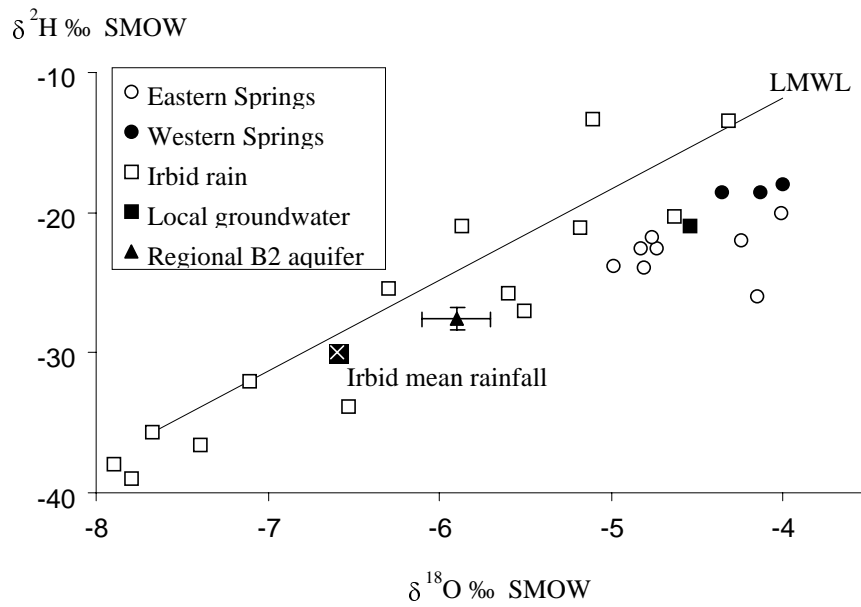 δ ²H ‰ SMOW
-10
LMWL
Eastern Springs
Western Springs
Irbid rain
Local groundwater
Regional B2 aquifer
-20
-30
Irbid mean rainfall
-40
-8 -7 -6 -5 -4
δ ¹⁸O ‰ SMOW